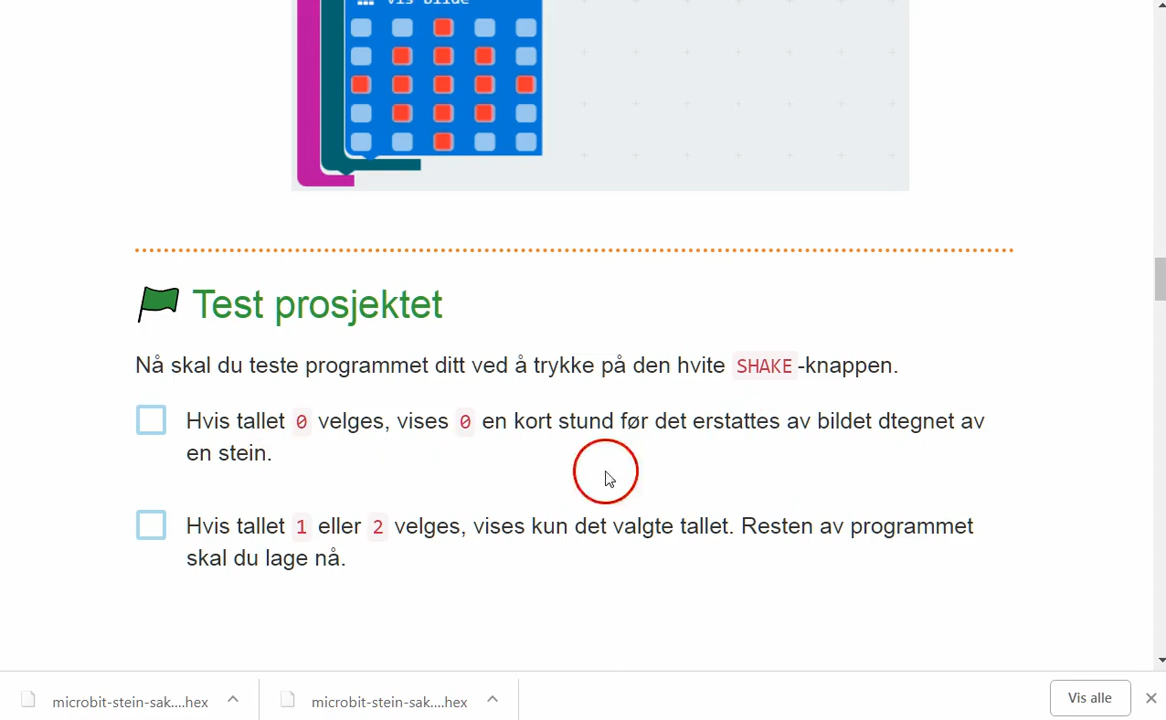 vis bilde
Test prosjektet
Nå skal du teste programmet ditt ved å trykke på den hvite SHAKE-knappen.
Hvis tallet 0 velges, vises 0 en kort stund før det erstattes av bildet dtegnet av
en stein.
Hvis tallet 1 eller 2 velges, vises kun det valgte tallet. Resten av programmet
skal du lage nå.
microbit-stein-sak....hex
microbit-stein-sak....hex
Vis alle